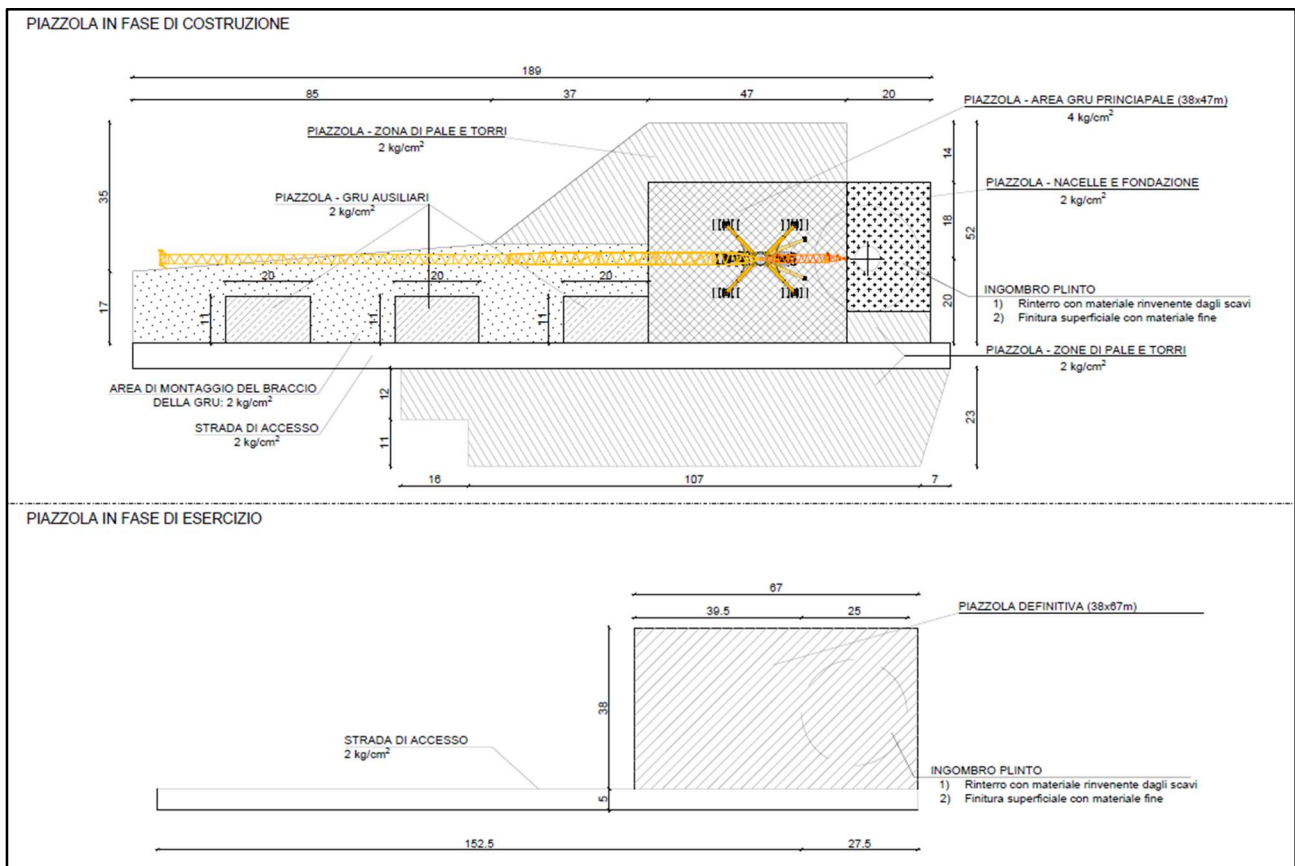 PIAZZOLA IN FASE DI COSTRUZIONE
189
85
37
47
20
PIAZZOLA - AREA GRU PRINCIAPALE (38x47m)
4 kg/cm²
PIAZZOLA - ZONA DI PALE E TORRI
2 kg/cm²
14
35
PIAZZOLA - GRU AUSILIARI
2 kg/cm²
PIAZZOLA - NACELLE E FONDAZIONE
2 kg/cm²
18
52
20
20
20
17
11
11
11
20
INGOMBRO PLINTO
1) Rinterro con materiale rinvenente dagli scavi
2) Finitura superficiale con materiale fine
PIAZZOLA - ZONE DI PALE E TORRI
2 kg/cm²
AREA DI MONTAGGIO DEL BRACCIO
DELLA GRU: 2 kg/cm²
12
STRADA DI ACCESSO
2 kg/cm²
11
23
16
107
7
PIAZZOLA IN FASE DI ESERCIZIO
67
39.5
25
PIAZZOLA DEFINITIVA (38x67m)
38
STRADA DI ACCESSO
2 kg/cm²
INGOMBRO PLINTO
1) Rinterro con materiale rinvenente dagli scavi
2) Finitura superficiale con materiale fine
5
152.5
27.5